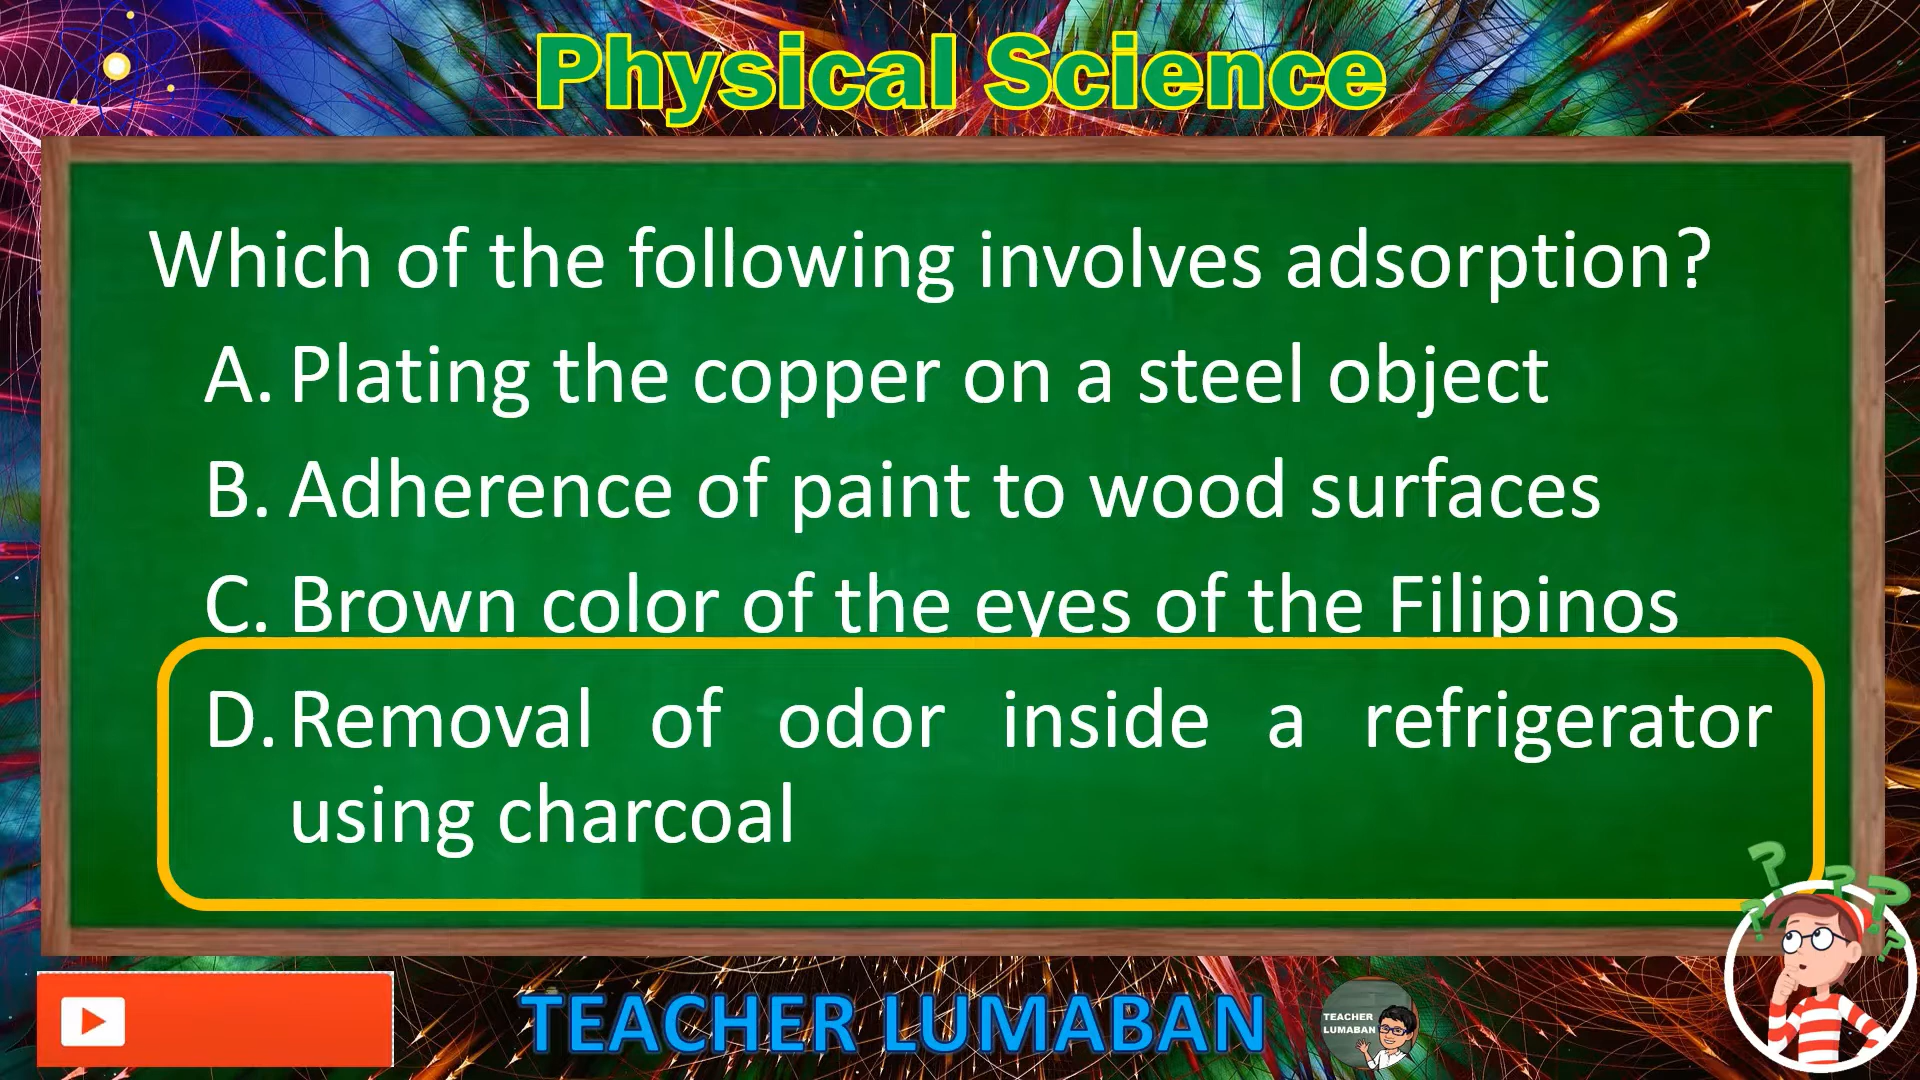 Physical Science
Which of the following involves adsorption?
A. Plating the copper on a steel object
B. Adherence of paint to wood surfaces
C. Brown color of the eyes of the Filipinos
D. Removal of odor inside a refrigerator
using charcoal
TEACHER LUMABAN
TEACHER
LUMABAN